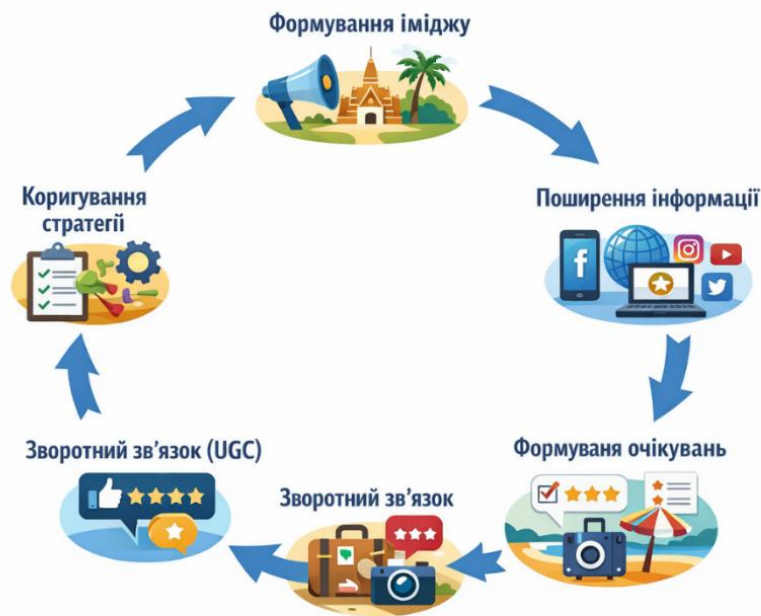 Формування іміджу
Поширення інформації
Формуваня очікувань
Зворотний зв’язок
Зворотний зв’язок (UGC)
Коригування
стратегії
f